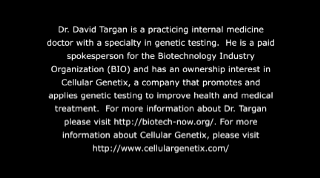 Dr. David Targan is a practicing internal medicine
doctor with a specialty in genetic testing.  He is a paid
spokesperson for the Biotechnology Industry
Organization (BIO) and has an ownership interest in
Cellular Genetix, a company that promotes and
applies genetic testing to improve health and medical
treatment.  For more information about Dr. Targan
please visit http://biotech-now.org/. For more
information about Cellular Genetix, please visit
http://www.cellulargenetix.com/